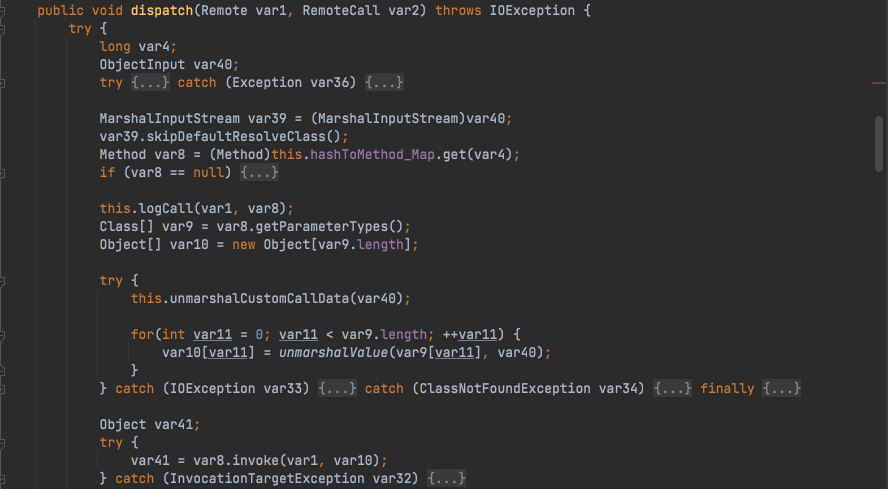 public void dispatch(Remote var1, RemoteCall var2) throws IOException {
try {
long var4;
ObjectInput var40;
try {...} catch (Exception var36) {...}
MarshalInputStream var39 = (MarshalInputStream)var40;
var39.skipDefaultResolveClass();
Method var8 = (Method)this.hashToMethod_Map.get(var4);
if (var8 == null) {...}
this.logCall(var1, var8);
Class[] var9 = var8.getParameterTypes();
Object[] var10 = new Object[var9.length];
try {
this.unmarshalCustomCallData(var40);
for(int var11 = 0; var11 < var9.length; ++var11) {
var10[var11] = unmarshalValue(var9[var11], var40);
}
} catch (IOException var33) {...} catch (ClassNotFoundException var34) {...} finally {...}
Object var41;
try {
var41 = var8.invoke(var1, var10);
} catch (InvocationTargetException var32) {...}